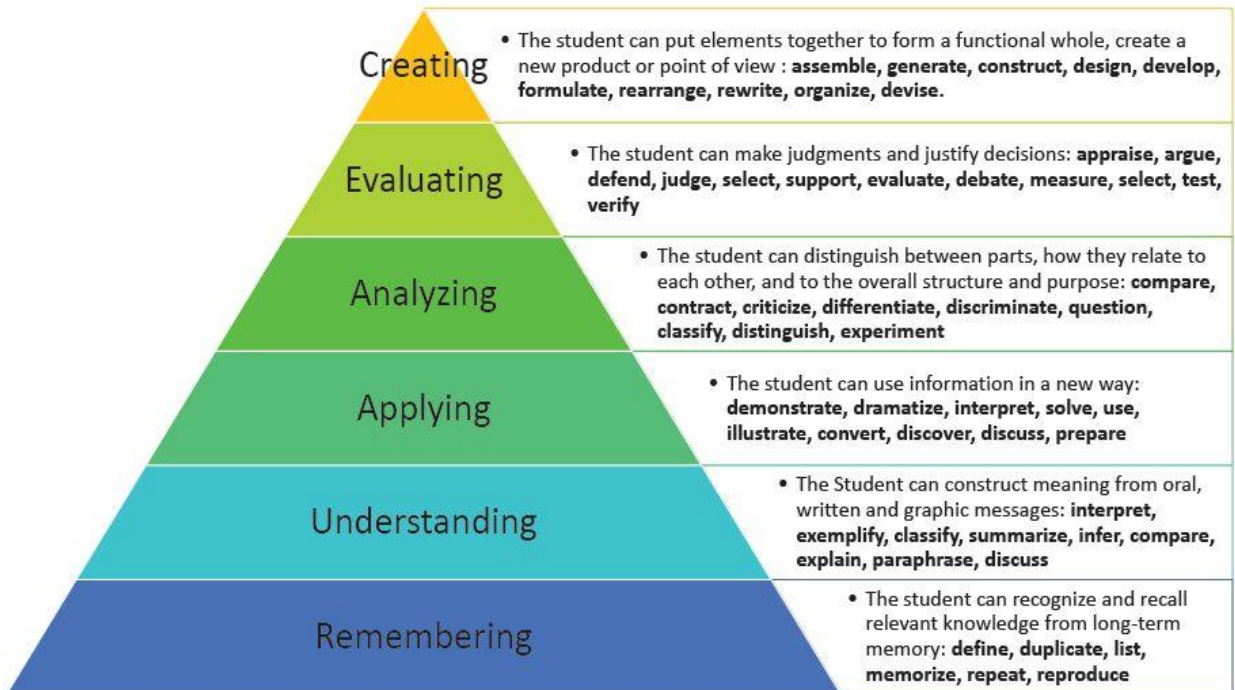 Creating
• The student can put elements together to form a functional whole, create a
new product or point of view : assemble, generate, construct, design, develop,
formulate, rearrange, rewrite, organize, devise.
Evaluating
• The student can make judgments and justify decisions: appraise, argue,
defend, judge, select, support, evaluate, debate, measure, select, test,
verify
Analyzing
• The student can distinguish between parts, how they relate to
each other, and to the overall structure and purpose: compare,
contract, criticize, differentiate, discriminate, question,
classify, distinguish, experiment
Applying
• The student can use information in a new way:
demonstrate, dramatize, interpret, solve, use,
illustrate, convert, discover, discuss, prepare
Understanding
• The Student can construct meaning from oral,
written and graphic messages: interpret,
exemplify, classify, summarize, infer, compare,
explain, paraphrase, discuss
Remembering
• The student can recognize and recall
relevant knowledge from long-term
memory: define, duplicate, list,
memorize, repeat, reproduce